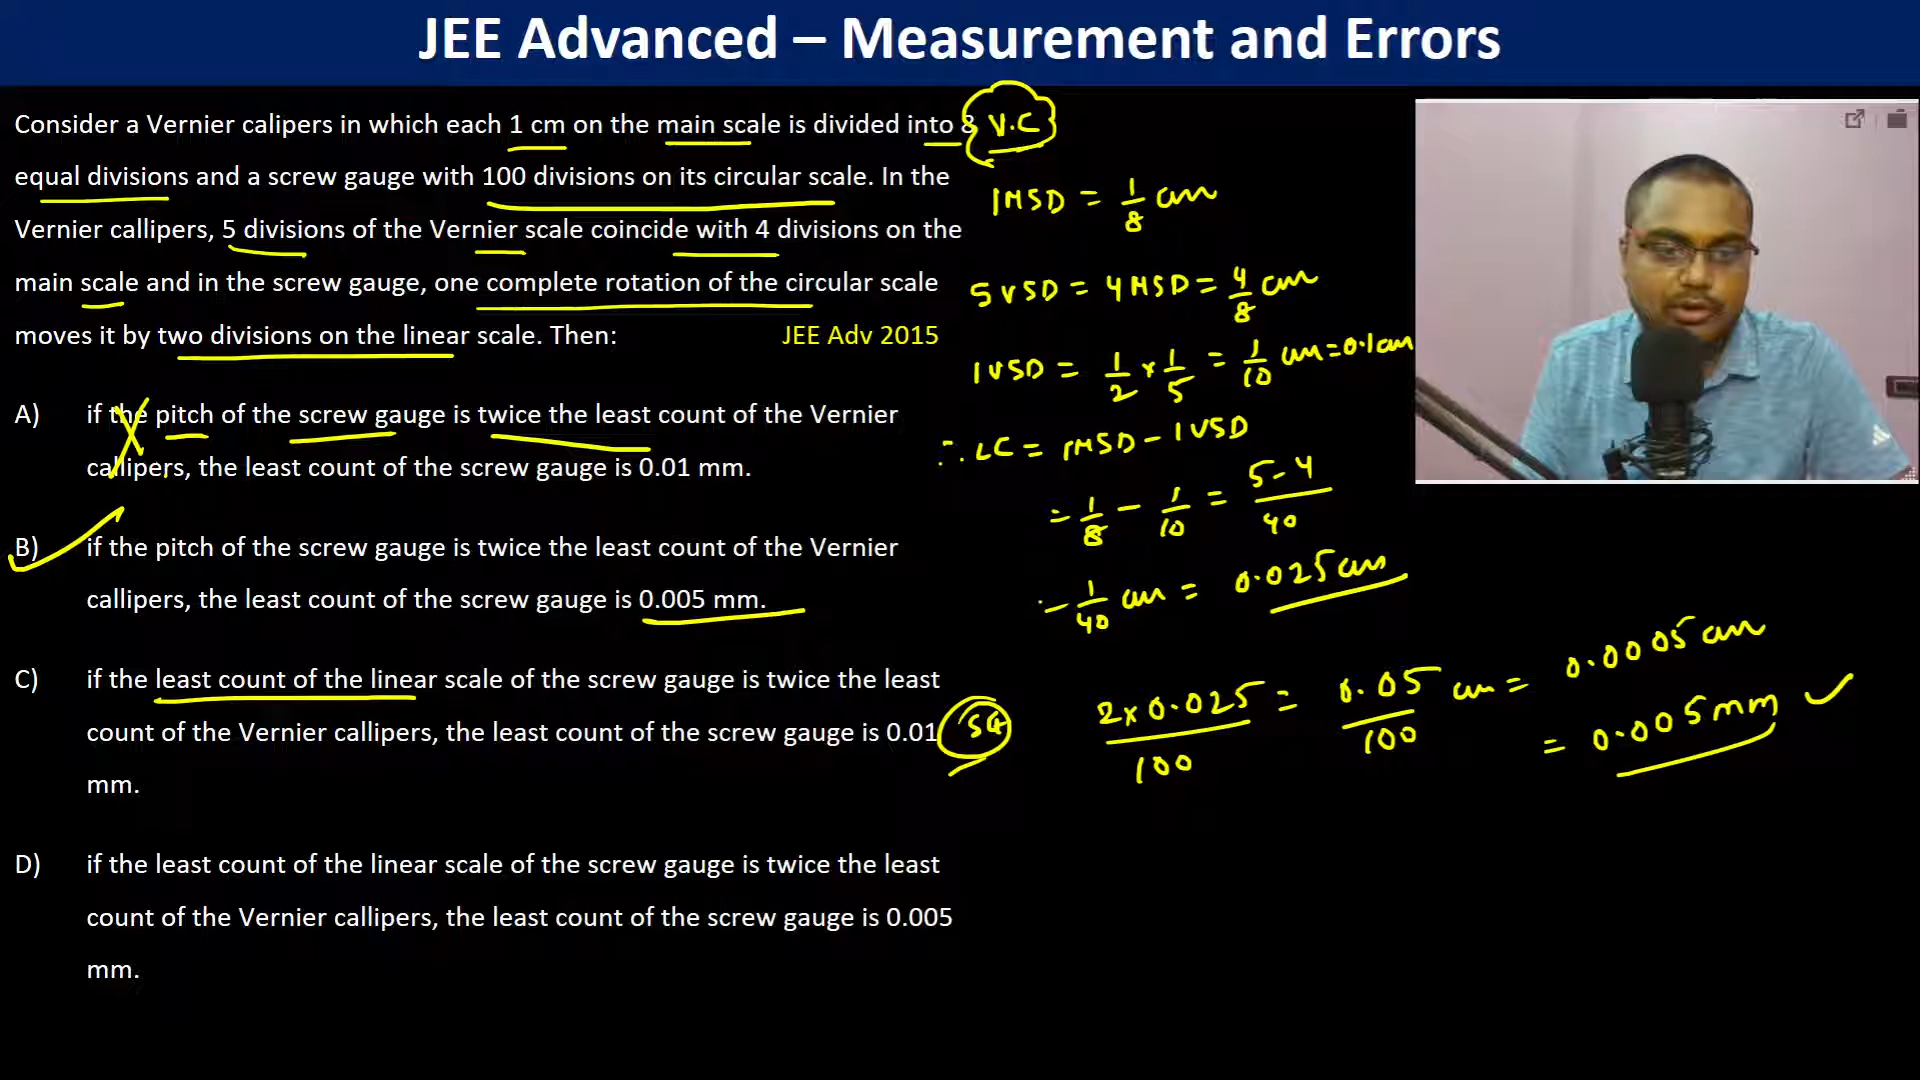 JEE Advanced – Measurement and Errors
Consider a Vernier calipers in which each 1 cm on the main scale is divided into 8
equal divisions and a screw gauge with 100 divisions on its circular scale. In the
Vernier callipers, 5 divisions of the Vernier scale coincide with 4 divisions on the
main scale and in the screw gauge, one complete rotation of the circular scale
moves it by two divisions on the linear scale. Then: JEE Adv 2015
A) if the pitch of the screw gauge is twice the least count of the Vernier
callipers, the least count of the screw gauge is 0.01 mm.
B) if the pitch of the screw gauge is twice the least count of the Vernier
callipers, the least count of the screw gauge is 0.005 mm.
C) if the least count of the linear scale of the screw gauge is twice the least
count of the Vernier callipers, the least count of the screw gauge is 0.01
mm.
D) if the least count of the linear scale of the screw gauge is twice the least
count of the Vernier callipers, the least count of the screw gauge is 0.005
mm.
V.C
1MSD = 1/8 cm
5VSD = 4MSD = 4/8 cm
1VSD = 1/2 × 1/5 = 1/10 cm = 0.1cm
∴ LC = 1MSD - 1VSD
= 1/8 - 1/10 = 5-4/40
= 1/40 cm = 0.025cm
SG
2×0.025/100 = 0.05/100 cm = 0.0005cm
= 0.005mm ✓